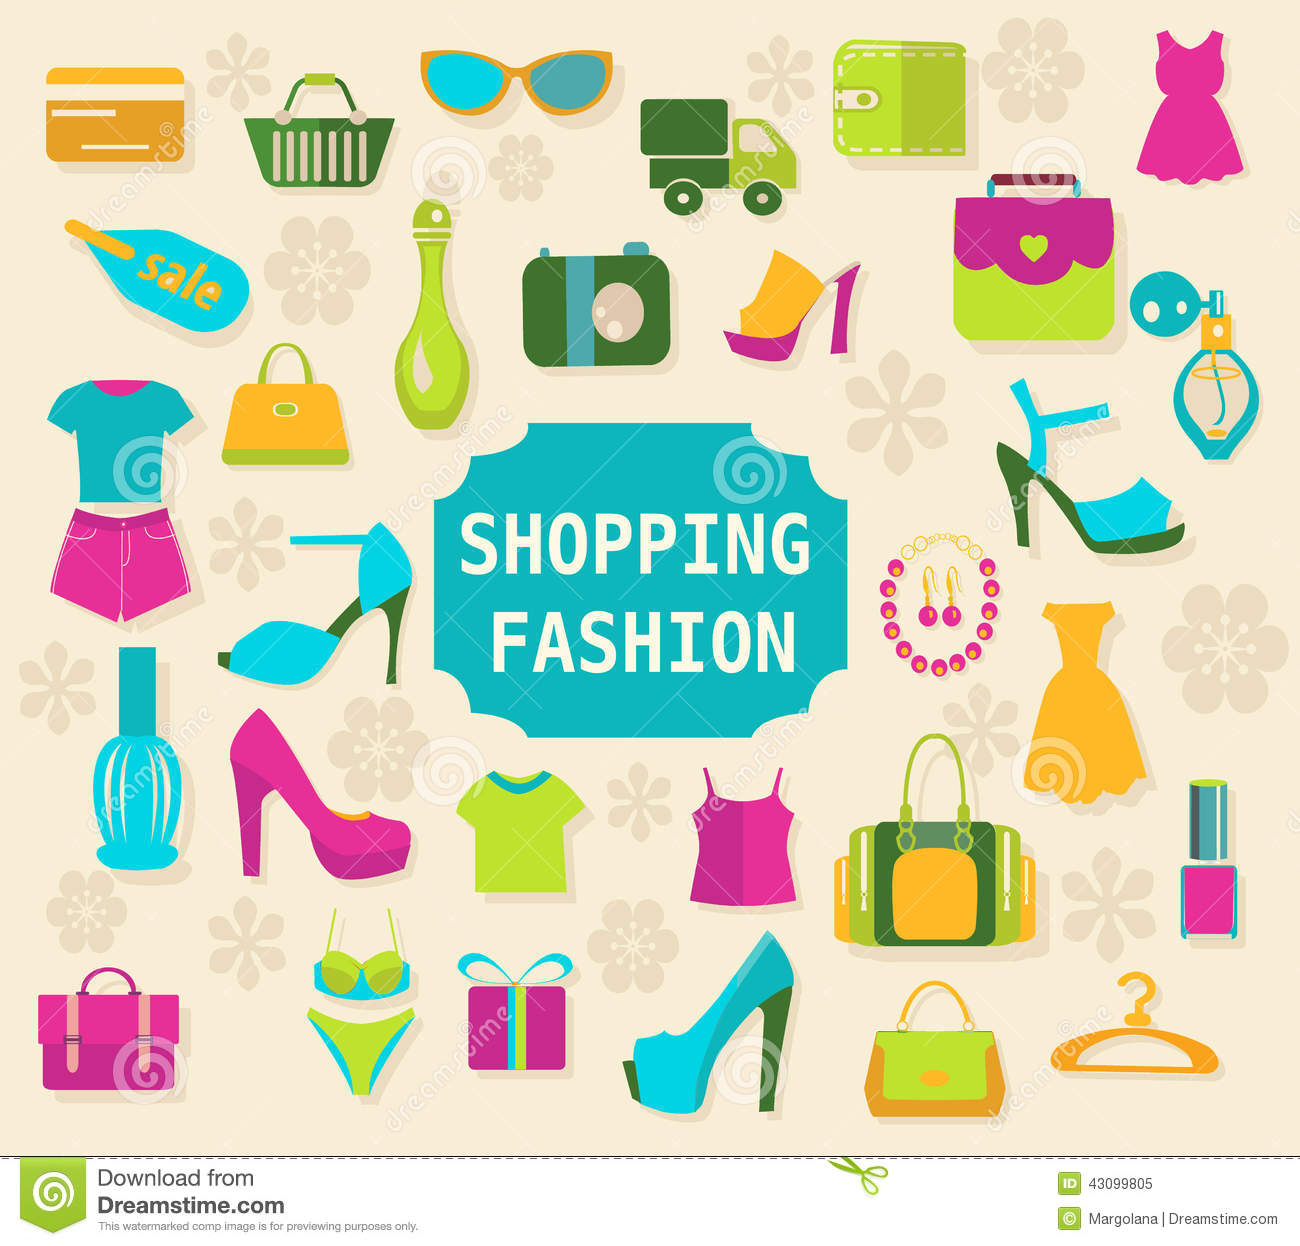 sale
SHOPPING
FASHION
Download from
Dreamstime.com
This watermarked comp image is for previewing purposes only.
ID 43099805
© Margolana | Dreamstime.com